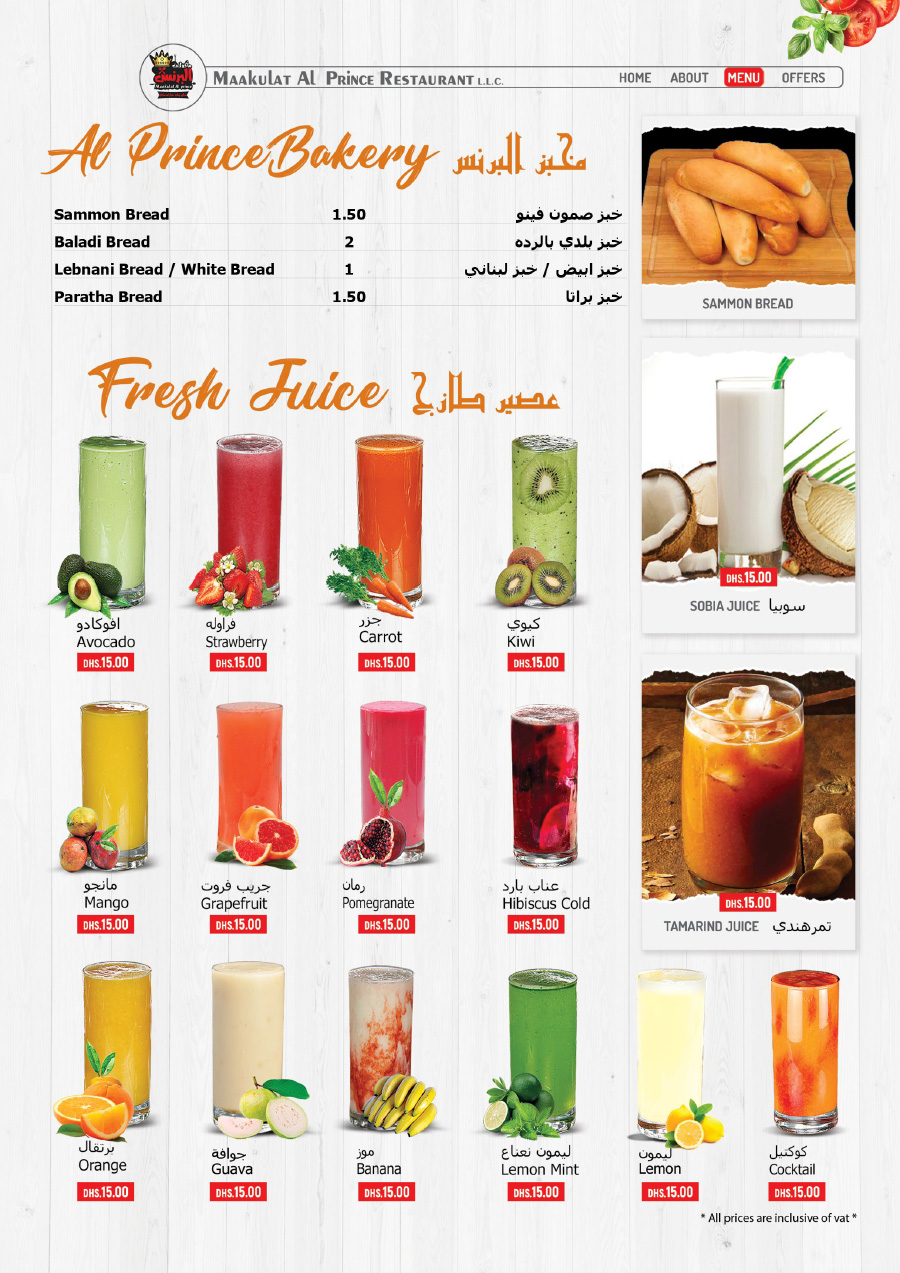 مأكولات البرنس
Maakulat Al prince
MAAKULAT AL PRINCE RESTAURANT L.L.C.
HOME ABOUT MENU OFFERS
Al Prince Bakery مخبز البرنس
Sammon Bread 1.50 خبز صمون فينو
Baladi Bread 2 خبز بلدي بالرده
Lebnani Bread / White Bread 1 خبز ابيض / خبز لبناني
Paratha Bread 1.50 خبز براتا
SAMMON BREAD
Fresh Juice عصير طازج
افوكادو
Avocado
DHS.15.00
فراوله
Strawberry
DHS.15.00
جزر
Carrot
DHS.15.00
كيوي
Kiwi
DHS.15.00
DHS.15.00
SOBIA JUICE سوبيا
مانجو
Mango
DHS.15.00
جريب فروت
Grapefruit
DHS.15.00
رمان
Pomegranate
DHS.15.00
عناب بارد
Hibiscus Cold
DHS.15.00
DHS.15.00
TAMARIND JUICE تمرهندي
برتقال
Orange
DHS.15.00
جوافة
Guava
DHS.15.00
موز
Banana
DHS.15.00
ليمون نعناع
Lemon Mint
DHS.15.00
ليمون
Lemon
DHS.15.00
كوكتيل
Cocktail
DHS.15.00
* All prices are inclusive of vat *